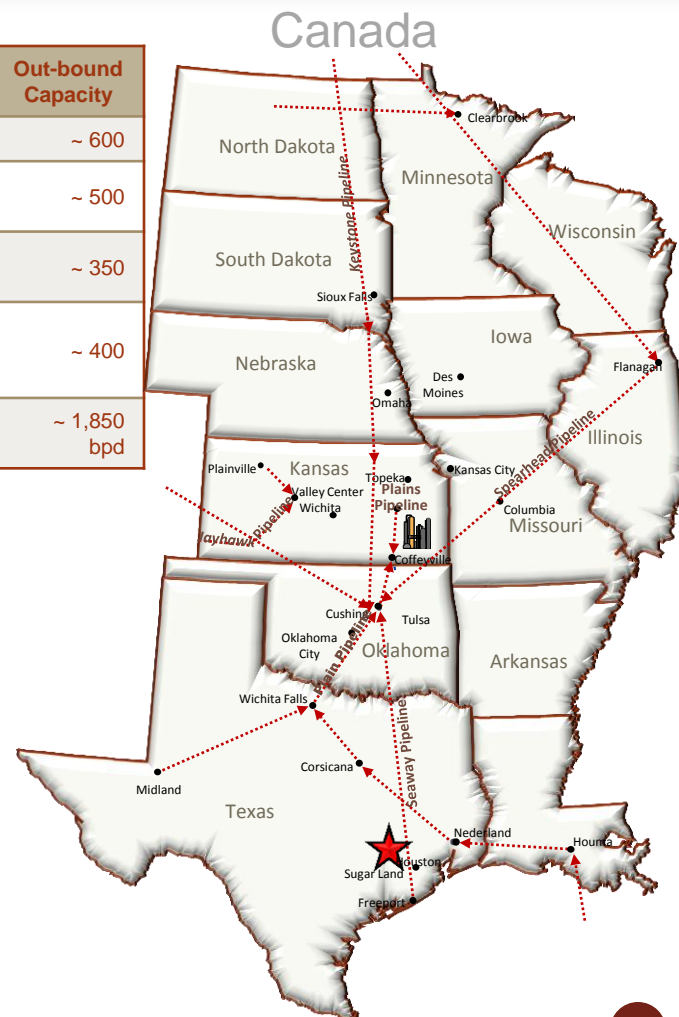 Canada
Out-bound
Capacity
~ 600
~ 500
~ 350
~ 400
~ 1,850
bpd
Clearbrook
North Dakota
Minnesota
Keystone Pipeline
Wisconsin
South Dakota
Sioux Falls
Iowa
Nebraska
Flanagan
Des
Moines
Omaha
Illinois
Spearhead Pipeline
Plainville
Kansas
Kansas City
Topeka
Valley Center
Plains
Pipeline
Wichita
Columbia
Missouri
Jayhawk Pipeline
Coffeyville
Cushing
Tulsa
Oklahoma
City
Oklahoma
Arkansas
Plain Pipeline
Wichita Falls
Seaway Pipeline
Corsicana
Midland
Texas
Nederland
Houma
Houston
Sugar Land
Freeport